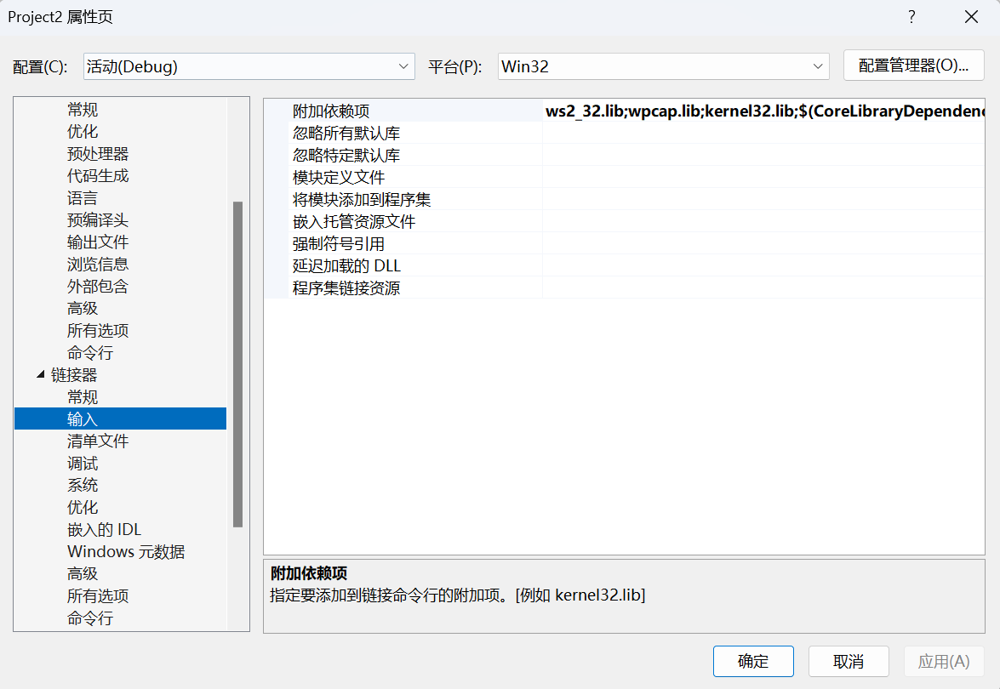 Project2 属性页
配置(C):
活动(Debug)
平台(P):
Win32
配置管理器(O)...
常规
优化
预处理器
代码生成
语言
预编译头
输出文件
浏览信息
外部包含
高级
所有选项
命令行
链接器
常规
输入
清单文件
调试
系统
优化
嵌入的 IDL
Windows 元数据
高级
所有选项
命令行
附加依赖项 ws2_32.lib;wpcap.lib;kernel32.lib;$(CoreLibraryDependenc
忽略所有默认库
忽略特定默认库
模块定义文件
将模块添加到程序集
嵌入托管资源文件
强制符号引用
延迟加载的 DLL
程序集链接资源
附加依赖项
指定要添加到链接命令行的附加项。[例如 kernel32.lib]
确定
取消
应用(A)